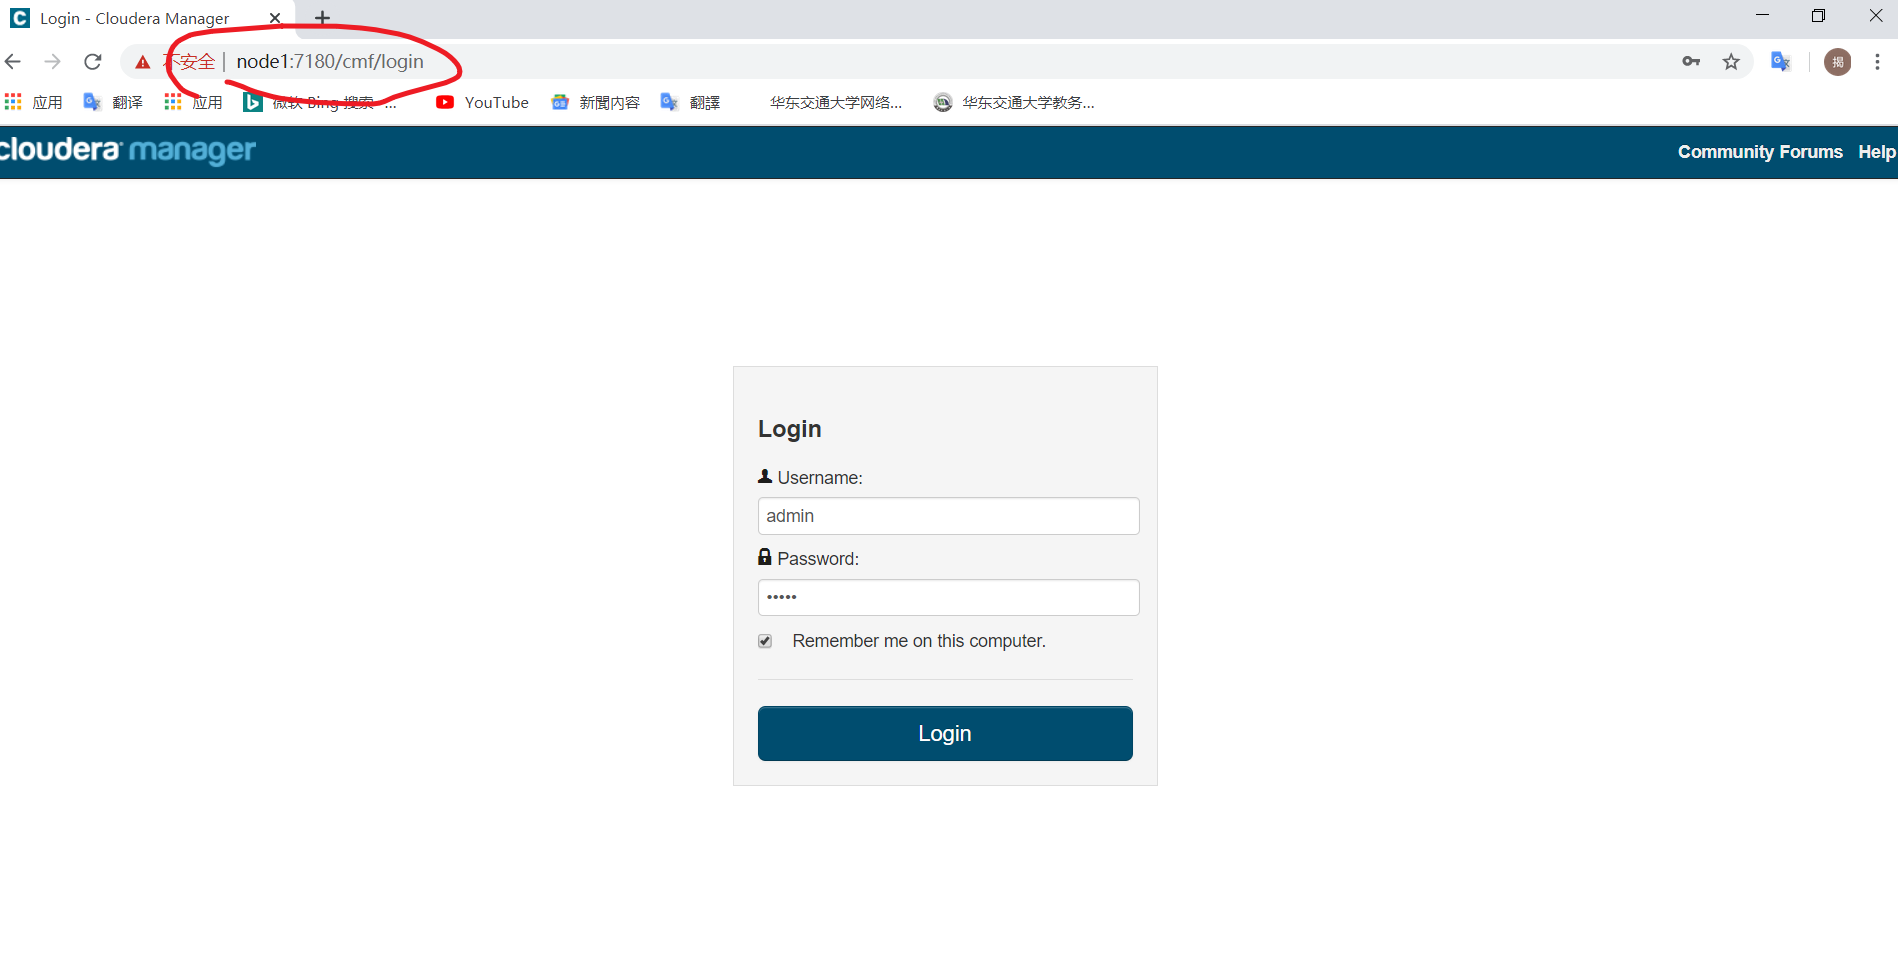 Login - Cloudera Manager
不安全 | node1:7180/cmf/login
揭
应用 翻译 应用 微软 Bing 搜索 - ... YouTube 新聞內容 翻譯 华东交通大学网络... 华东交通大学教务...
cloudera manager Community Forums Help
Login
Username:
admin
Password:
•••••
Remember me on this computer.
Login